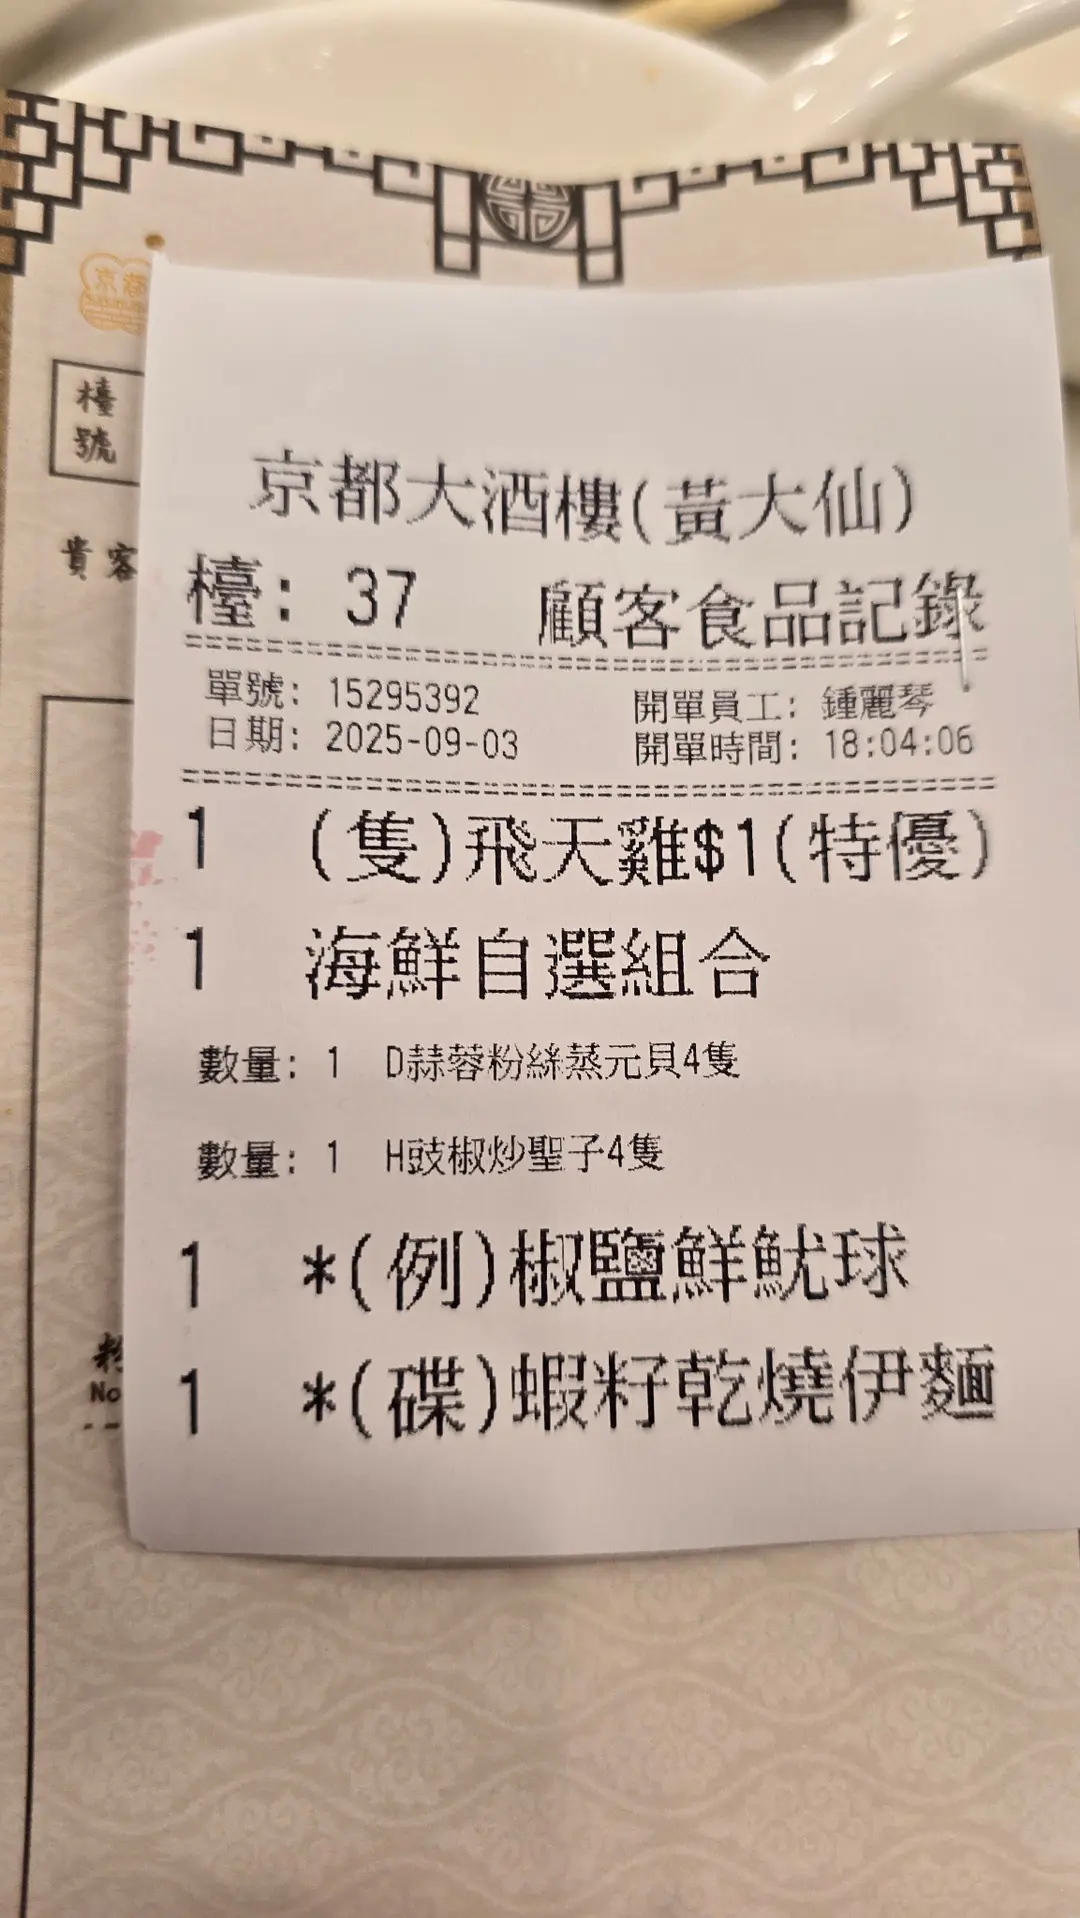 京都
檯
號
貴客
京都大酒樓(黃大仙)
檯: 37 顧客食品記錄
單號: 15295392 開單員工: 鍾麗琴
日期: 2025-09-03 開單時間: 18:04:06
1 (隻)飛天雞$1(特優)
1 海鮮自選組合
數量: 1 D蒜蓉粉絲蒸元貝4隻
數量: 1 H豉椒炒聖子4隻
1 *(例)椒鹽鮮魷球
1 *(碟)蝦籽乾燒伊麵
No